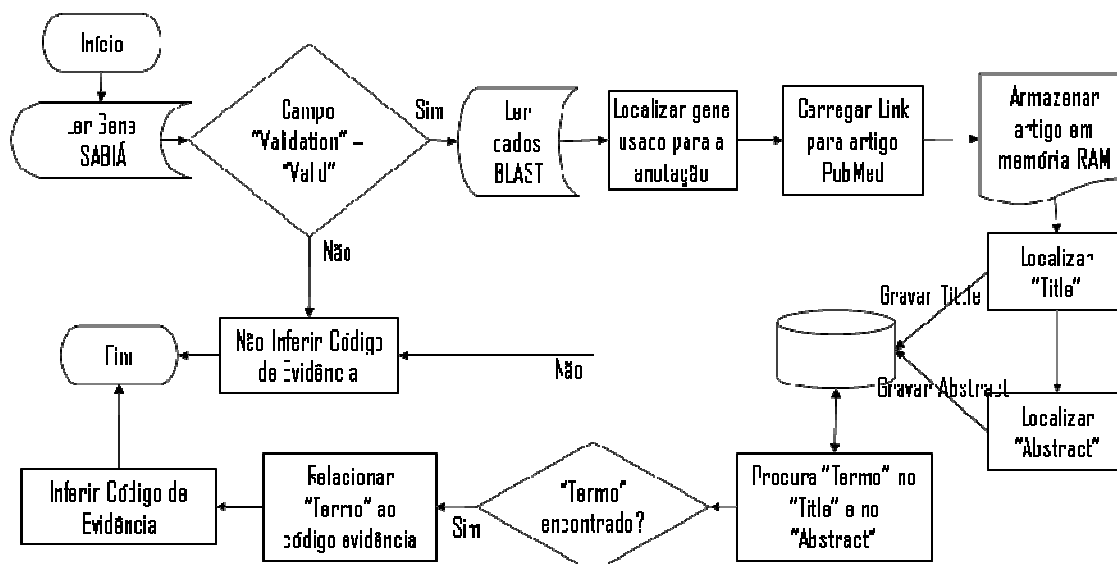 Início
Ler Gene
SABIÁ
Campo
"Validation" –
"Valid"
Sim
Não
Ler
cados
BLAST
Localizar gene
usaco para a
anotação
Carregar Link
para artigo
PubMed
Armazenar
artigo em
memória RAM
Localizar
"Title"
Gravar Title
Localizar
"Abstract"
Gravar Abstract
Procura "Termo" no
"Title" e no
"Abstract"
"Termo"
encontrado?
Sim
Não
Relacionar
"Termo" ao
código evidência
Inferir Código de
Evidência
Não Inferir Código
de Evidência
Fim